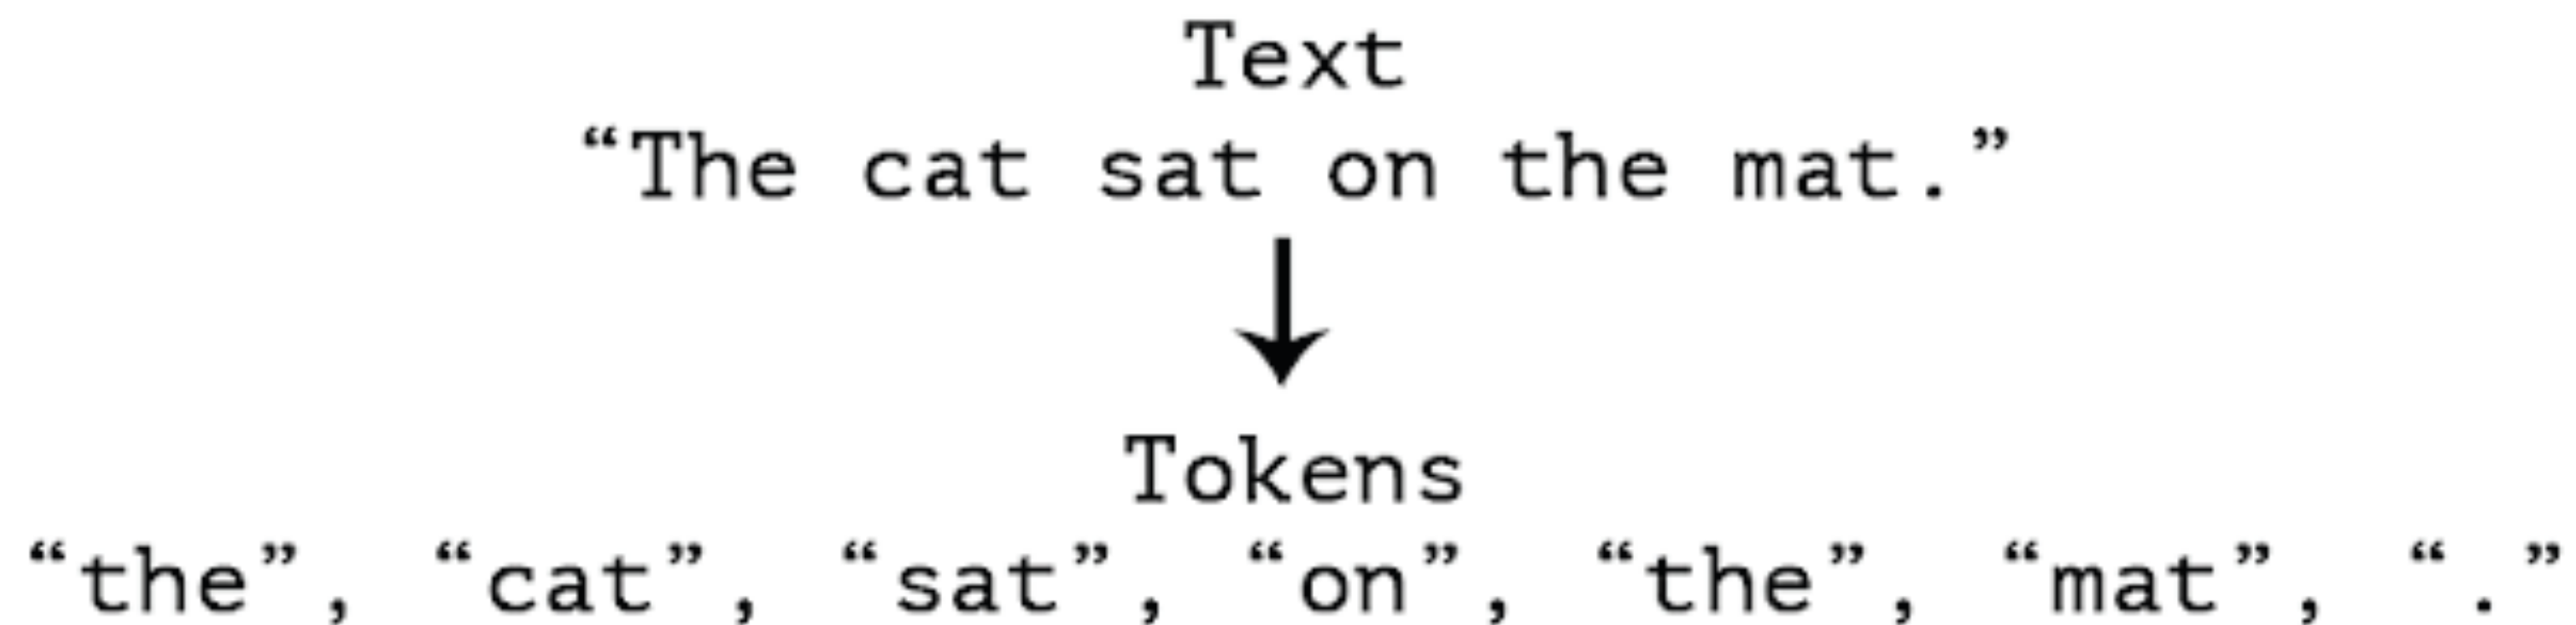 Text
“The cat sat on the mat.”
Tokens
“the”, “cat”, “sat”, “on”, “the”, “mat”, “.”